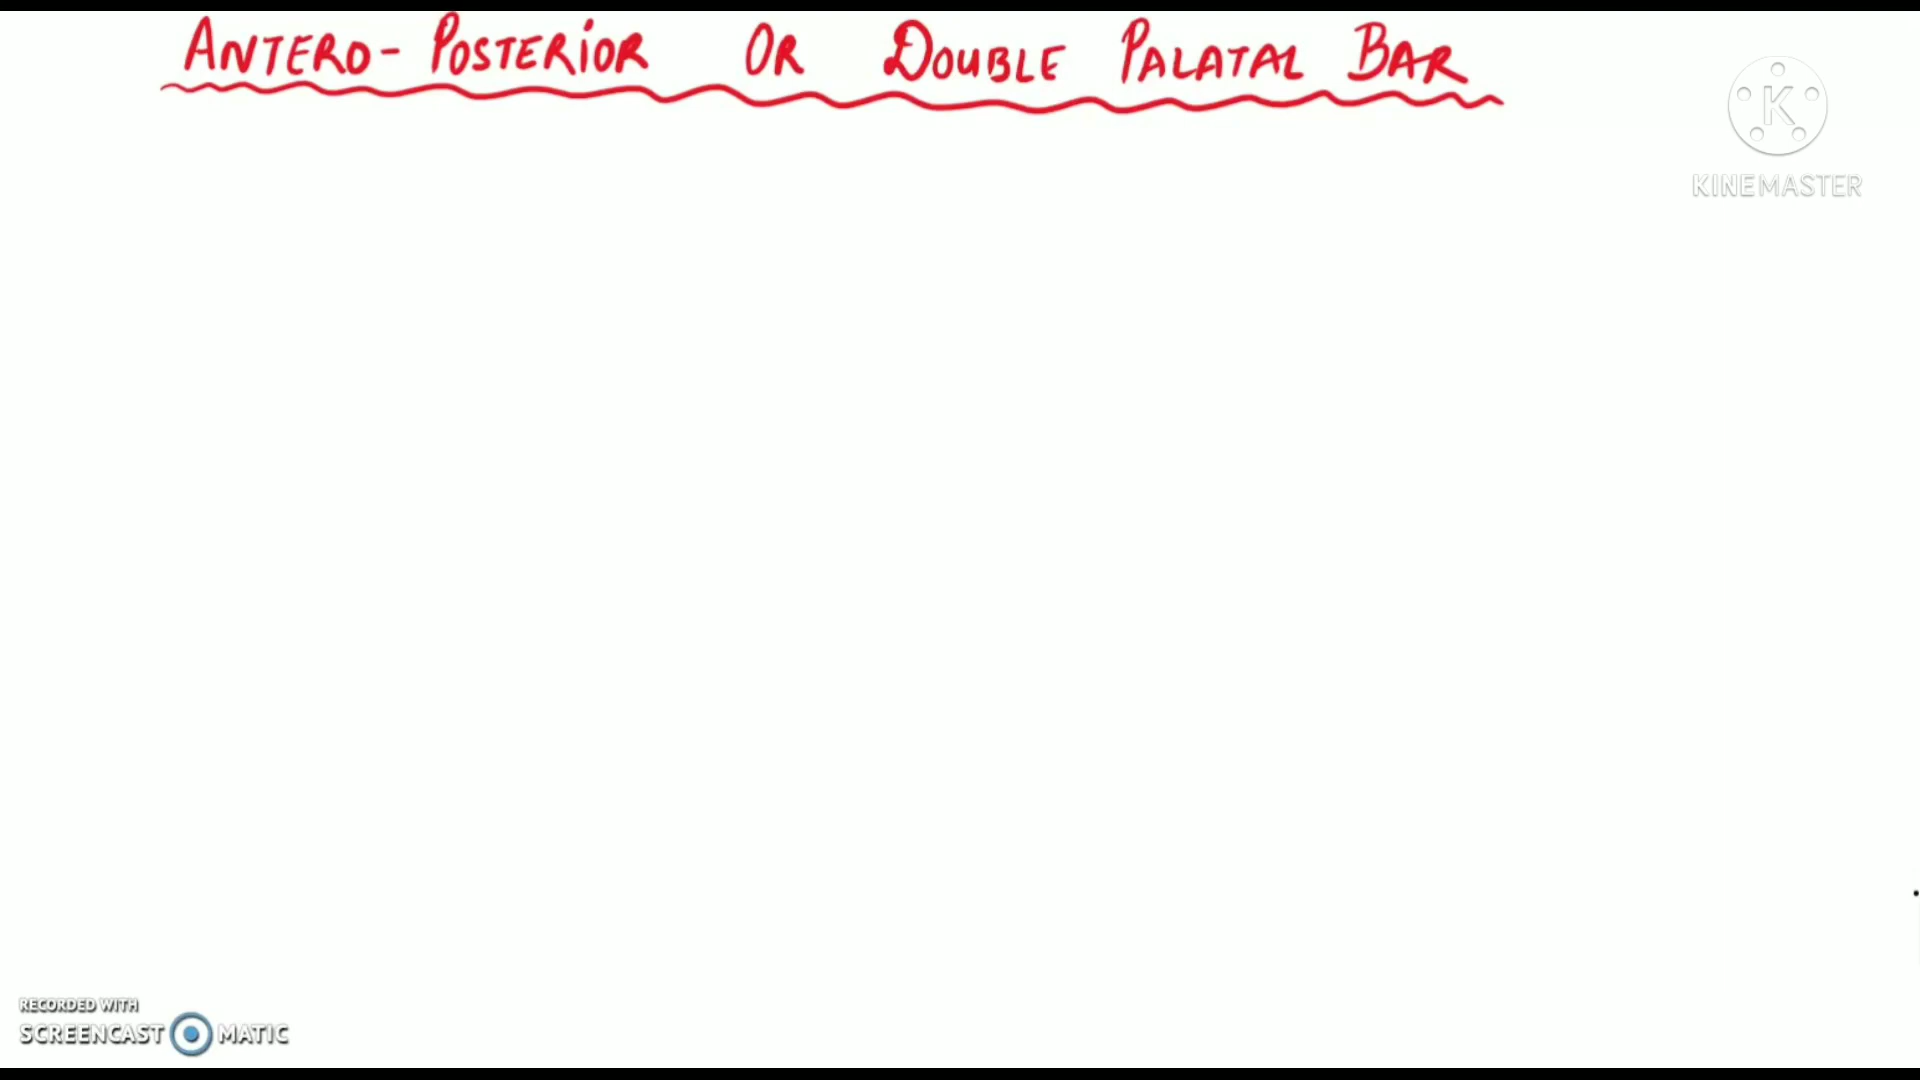 ANTERO-POSTERIOR OR DOUBLE PALATAL BAR
K
KINEMASTER
RECORDED WITH
SCREENCAST MATIC